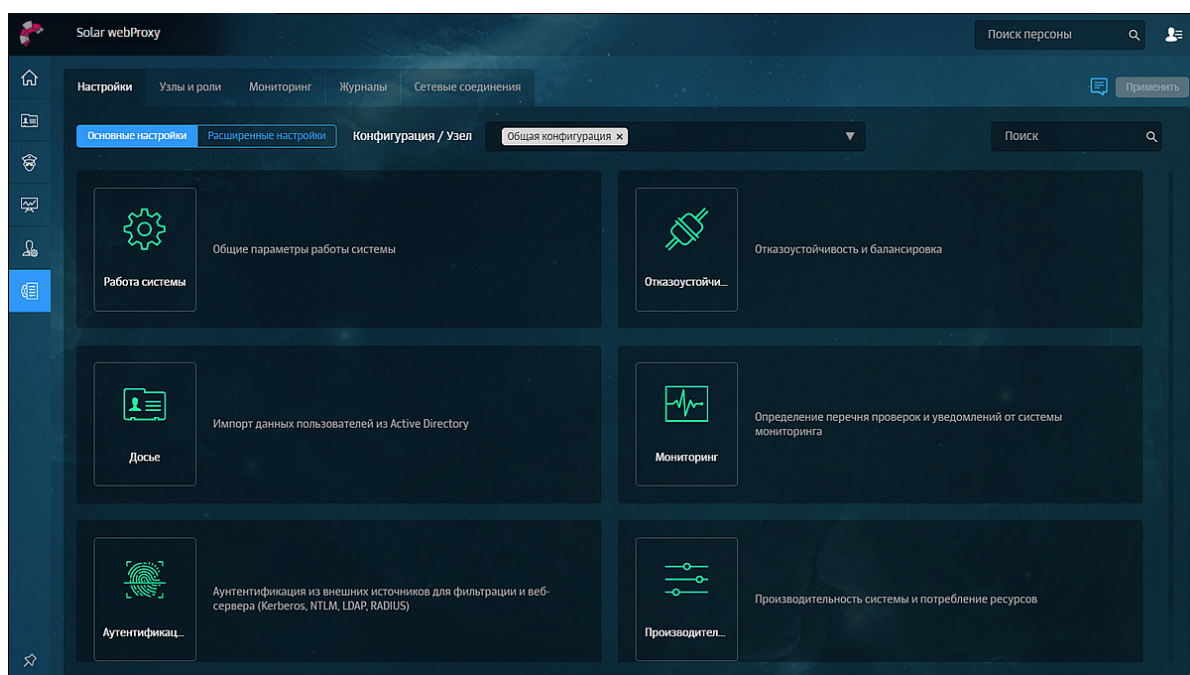 Solar webProxy
Поиск персоны
Настройки Узлы и роли Мониторинг Журналы Сетевые соединения
Применить
Основные настройки Расширенные настройки Конфигурация / Узел Общая конфигурация × Поиск
Общие параметры работы системы
Работа системы
Отказоустойчивость и балансировка
Отказоустойчи...
Импорт данных пользователей из Active Directory
Досье
Определение перечня проверок и уведомлений от системы
мониторинга
Мониторинг
Аунтентификация из внешних источников для фильтрации и веб-
сервера (Kerberos, NTLM, LDAP, RADIUS)
Аутентификац...
Производительность системы и потребление ресурсов
Производител...